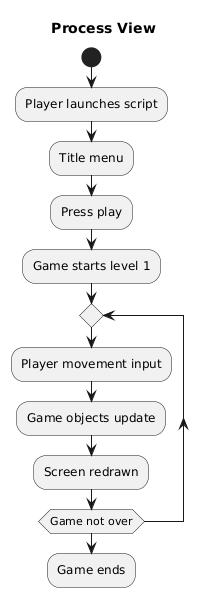 Process View
Player launches script
Title menu
Press play
Game starts level 1
Player movement input
Game objects update
Screen redrawn
Game not over
Game ends